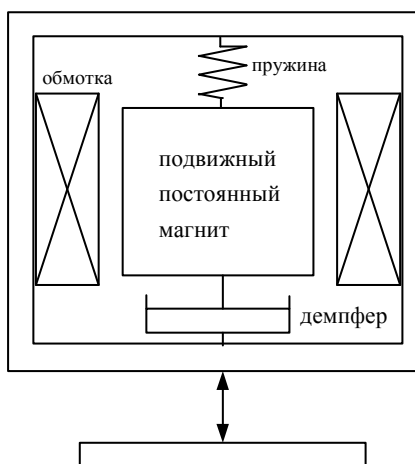 пружина
обмотка
подвижный
постоянный
магнит
демпфер